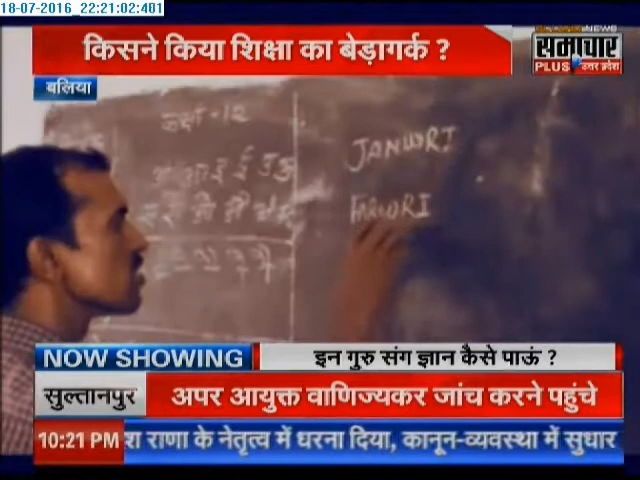 18-07-2016_22:21:02:401
किसने किया शिक्षा का बेड़ागर्क ?
NEWS
समाचार
PLUS उत्तर प्रदेश
बलिया
JANWRI
NOW SHOWING
इन गुरु संग ज्ञान कैसे पाऊं ?
सुल्तानपुर
अपर आयुक्त वाणिज्यकर जांच करने पहुंचे
10:21 PM
श राणा के नेतृत्व में धरना दिया, कानून-व्यवस्था में सुधार